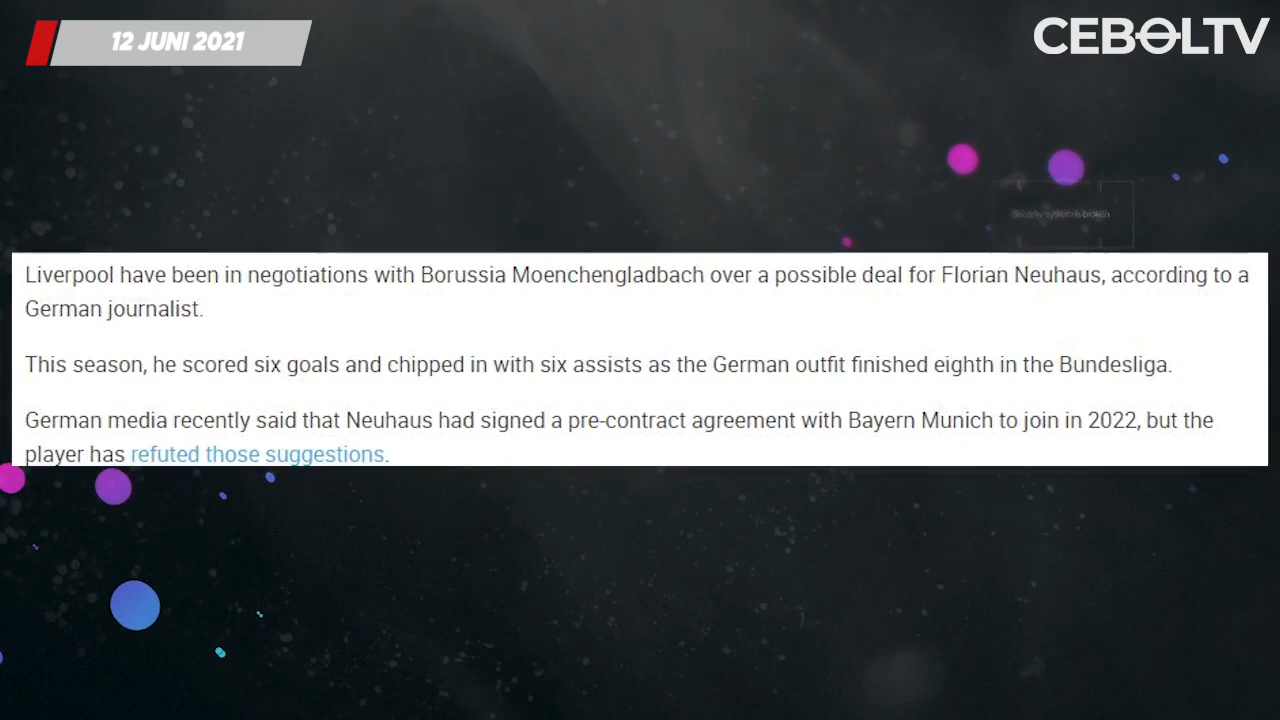 12 JUNI 2021
CEBOLTV
Liverpool have been in negotiations with Borussia Moenchengladbach over a possible deal for Florian Neuhaus, according to a
German journalist.
This season, he scored six goals and chipped in with six assists as the German outfit finished eighth in the Bundesliga.
German media recently said that Neuhaus had signed a pre-contract agreement with Bayern Munich to join in 2022, but the
player has refuted those suggestions.